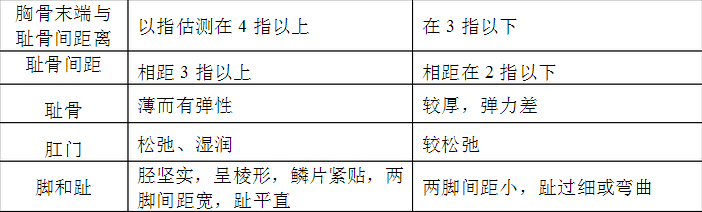 胸骨末端与
耻骨间距离
以指估测在 4 指以上
在 3 指以下
耻骨间距
相距 3 指以上
相距在 2 指以下
耻骨
薄而有弹性
较厚，弹力差
肛门
松弛、湿润
较松弛
脚和趾
胫坚实，呈棱形，鳞片紧贴，两
脚间距宽，趾平直
两脚间距小，趾过细或弯曲